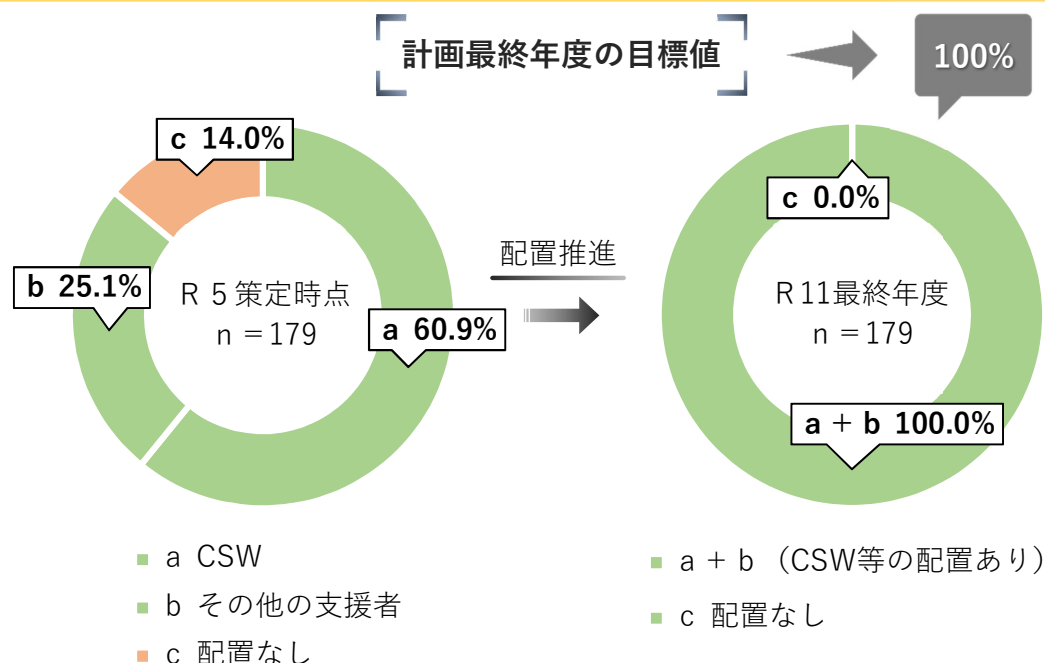 計画最終年度の目標値
100%
c 14.0%
b 25.1%
a 60.9%
R 5 策定時点
n = 179
配置推進
c 0.0%
R 11最終年度
n = 179
a + b 100.0%
a CSW
b その他の支援者
c 配置なし
a + b （CSW等の配置あり）
c 配置なし